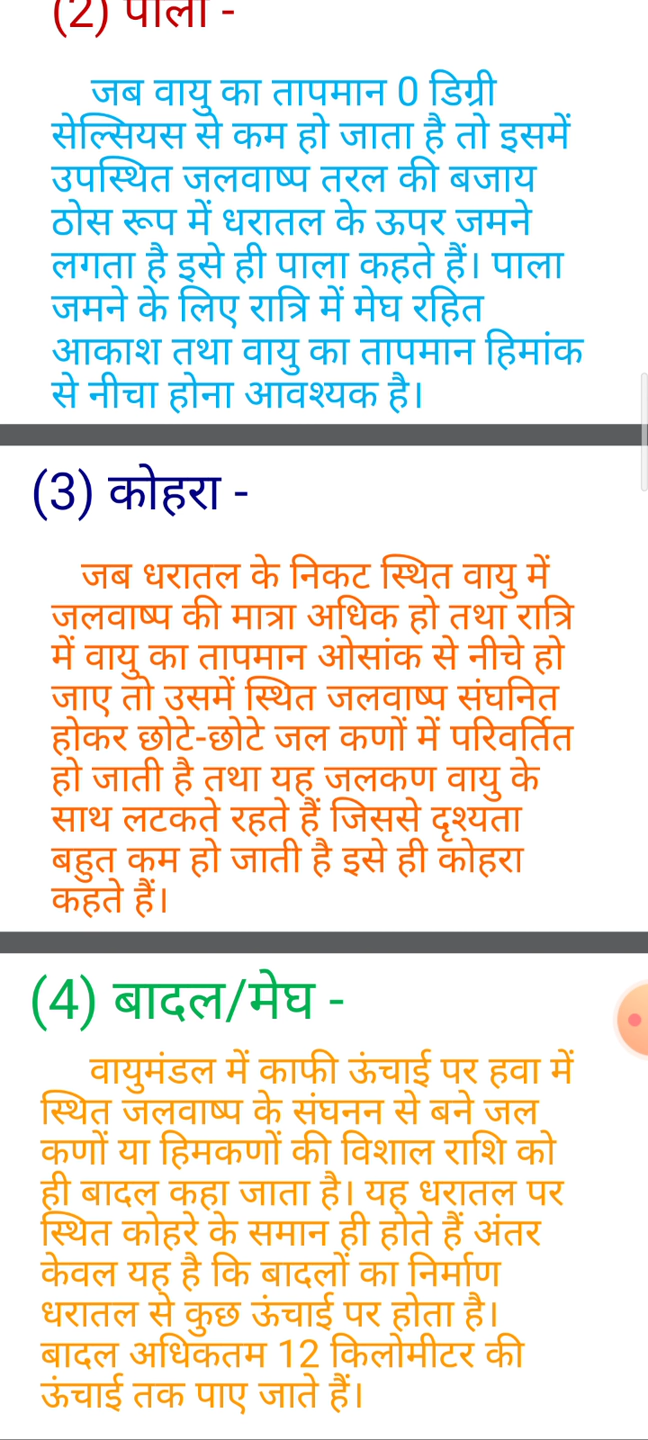 (2) पाला -
जब वायु का तापमान 0 डिग्री
सेल्सियस से कम हो जाता है तो इसमें
उपस्थित जलवाष्प तरल की बजाय
ठोस रूप में धरातल के ऊपर जमने
लगता है इसे ही पाला कहते हैं। पाला
जमने के लिए रात्रि में मेघ रहित
आकाश तथा वायु का तापमान हिमांक
से नीचा होना आवश्यक है।
(3) कोहरा -
जब धरातल के निकट स्थित वायु में
जलवाष्प की मात्रा अधिक हो तथा रात्रि
में वायु का तापमान ओसांक से नीचे हो
जाए तो उसमें स्थित जलवाष्प संघनित
होकर छोटे-छोटे जल कणों में परिवर्तित
हो जाती है तथा यह जलकण वायु के
साथ लटकते रहते हैं जिससे दृश्यता
बहुत कम हो जाती है इसे ही कोहरा
कहते हैं।
(4) बादल/मेघ -
वायुमंडल में काफी ऊंचाई पर हवा में
स्थित जलवाष्प के संघनन से बने जल
कणों या हिमकणों की विशाल राशि को
ही बादल कहा जाता है। यह धरातल पर
स्थित कोहरे के समान ही होते हैं अंतर
केवल यह है कि बादलों का निर्माण
धरातल से कुछ ऊंचाई पर होता है।
बादल अधिकतम 12 किलोमीटर की
ऊंचाई तक पाए जाते हैं।